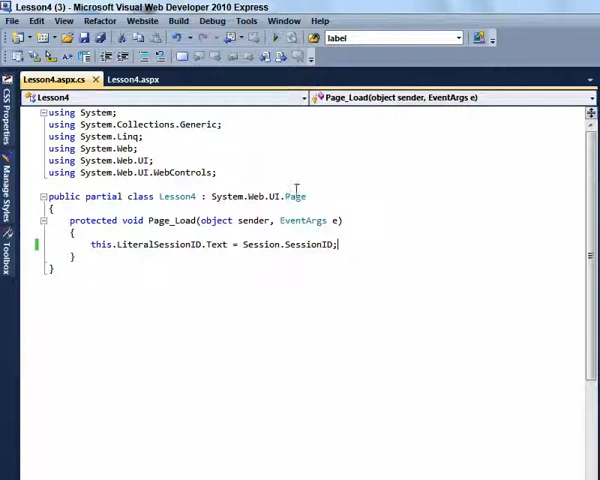 Lesson4 (3) - Microsoft Visual Web Developer 2010 Express
File Edit View Refactor Website Build Debug Tools Window Help
label
Lesson4.aspx.cs Lesson4.aspx
Lesson4 Page_Load(object sender, EventArgs e)
CSS Properties
Manage Styles
Toolbox
using System;
using System.Collections.Generic;
using System.Linq;
using System.Web;
using System.Web.UI;
using System.Web.UI.WebControls;
public partial class Lesson4 : System.Web.UI.Page
{
protected void Page_Load(object sender, EventArgs e)
{
this.LiteralSessionID.Text = Session.SessionID;
}
}